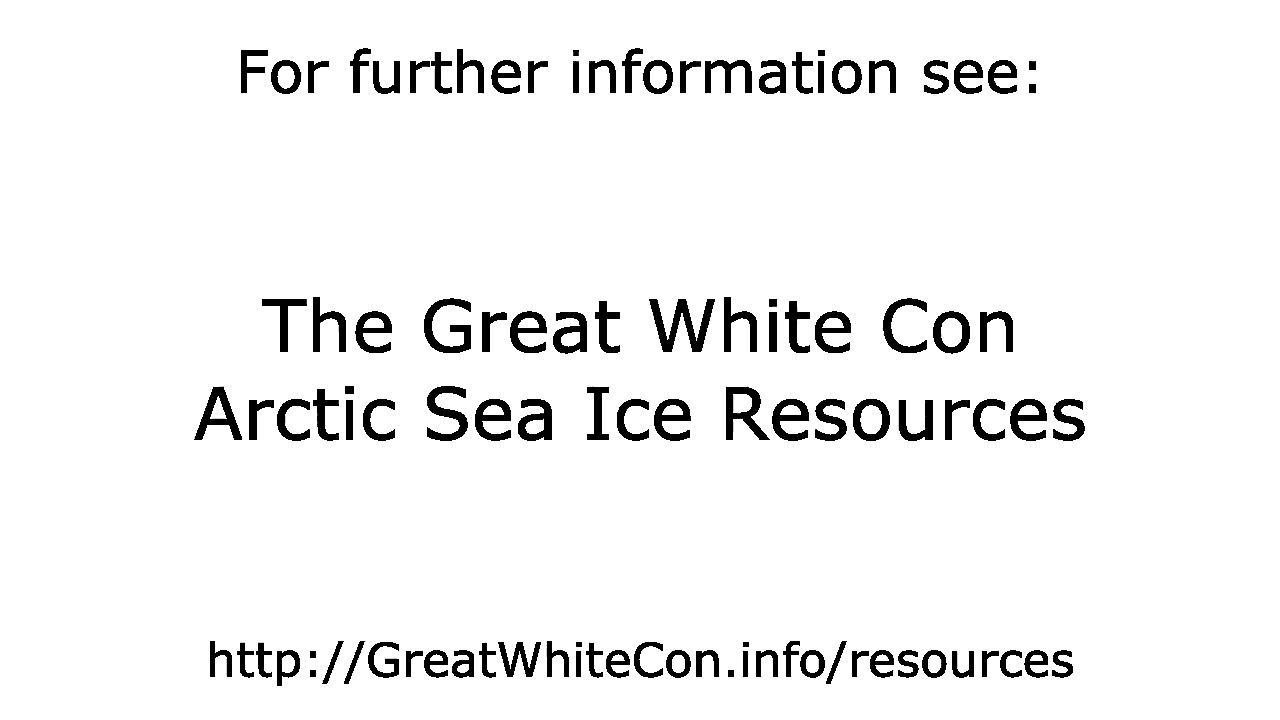 For further information see:
The Great White Con
Arctic Sea Ice Resources
http://GreatWhiteCon.info/resources